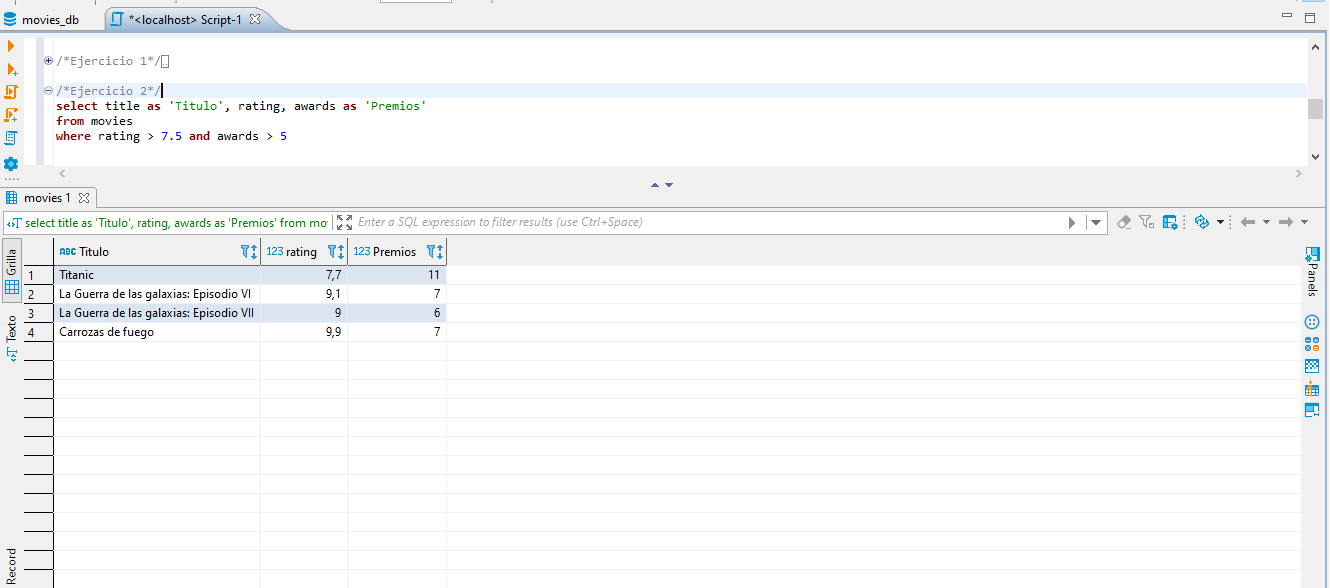 movies_db
*<localhost> Script-1
/*Ejercicio 1*/
/*Ejercicio 2*/
select title as 'Titulo', rating, awards as 'Premios'
from movies
where rating > 7.5 and awards > 5
movies 1
select title as 'Titulo', rating, awards as 'Premios' from mo
Enter a SQL expression to filter results (use Ctrl+Space)
Grilla
Texto
Record
ABC Titulo 123 rating 123 Premios
1 Titanic 7,7 11
2 La Guerra de las galaxias: Episodio VI 9,1 7
3 La Guerra de las galaxias: Episodio VII 9 6
4 Carrozas de fuego 9,9 7
Panels